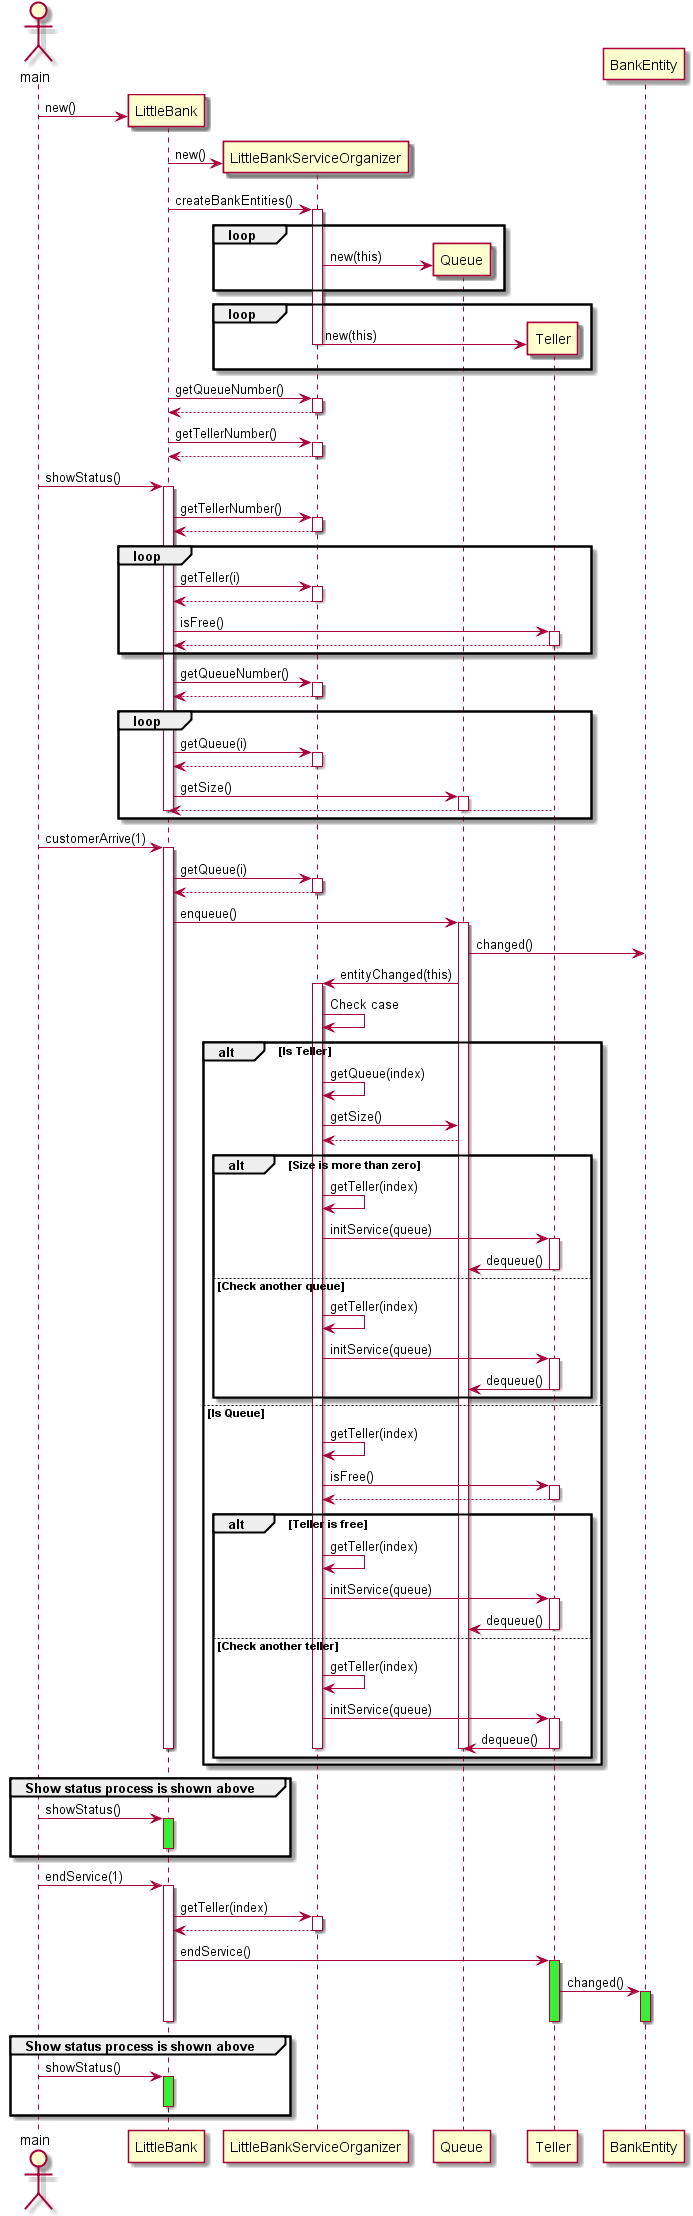 main
BankEntity
new()
LittleBank
new()
LittleBankServiceOrganizer
createBankEntities()
loop
new(this)
Queue
loop
new(this)
Teller
getQueueNumber()
getTellerNumber()
showStatus()
getTellerNumber()
loop
getTeller(i)
isFree()
getQueueNumber()
loop
getQueue(i)
getSize()
customerArrive(1)
getQueue(i)
enqueue()
changed()
entityChanged(this)
Check case
alt [Is Teller]
getQueue(index)
getSize()
alt [Size is more than zero]
getTeller(index)
initService(queue)
dequeue()
[Check another queue]
getTeller(index)
initService(queue)
dequeue()
[Is Queue]
getTeller(index)
isFree()
alt [Teller is free]
getTeller(index)
initService(queue)
dequeue()
[Check another teller]
getTeller(index)
initService(queue)
dequeue()
Show status process is shown above
showStatus()
endService(1)
getTeller(index)
endService()
changed()
Show status process is shown above
showStatus()
main
LittleBank
LittleBankServiceOrganizer
Queue
Teller
BankEntity